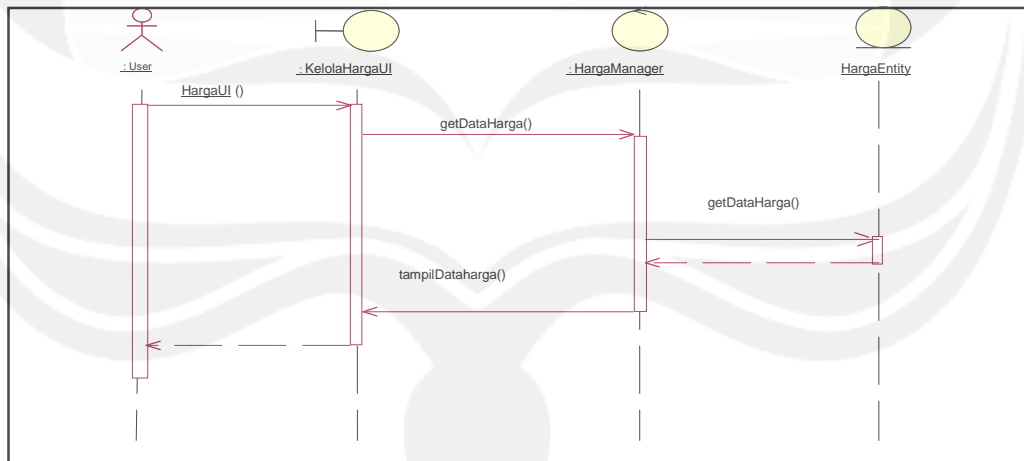 : User
: KelolaHargaUI
: HargaManager
HargaEntity
HargaUI ()
getDataHarga()
getDataHarga()
tampilDataharga()